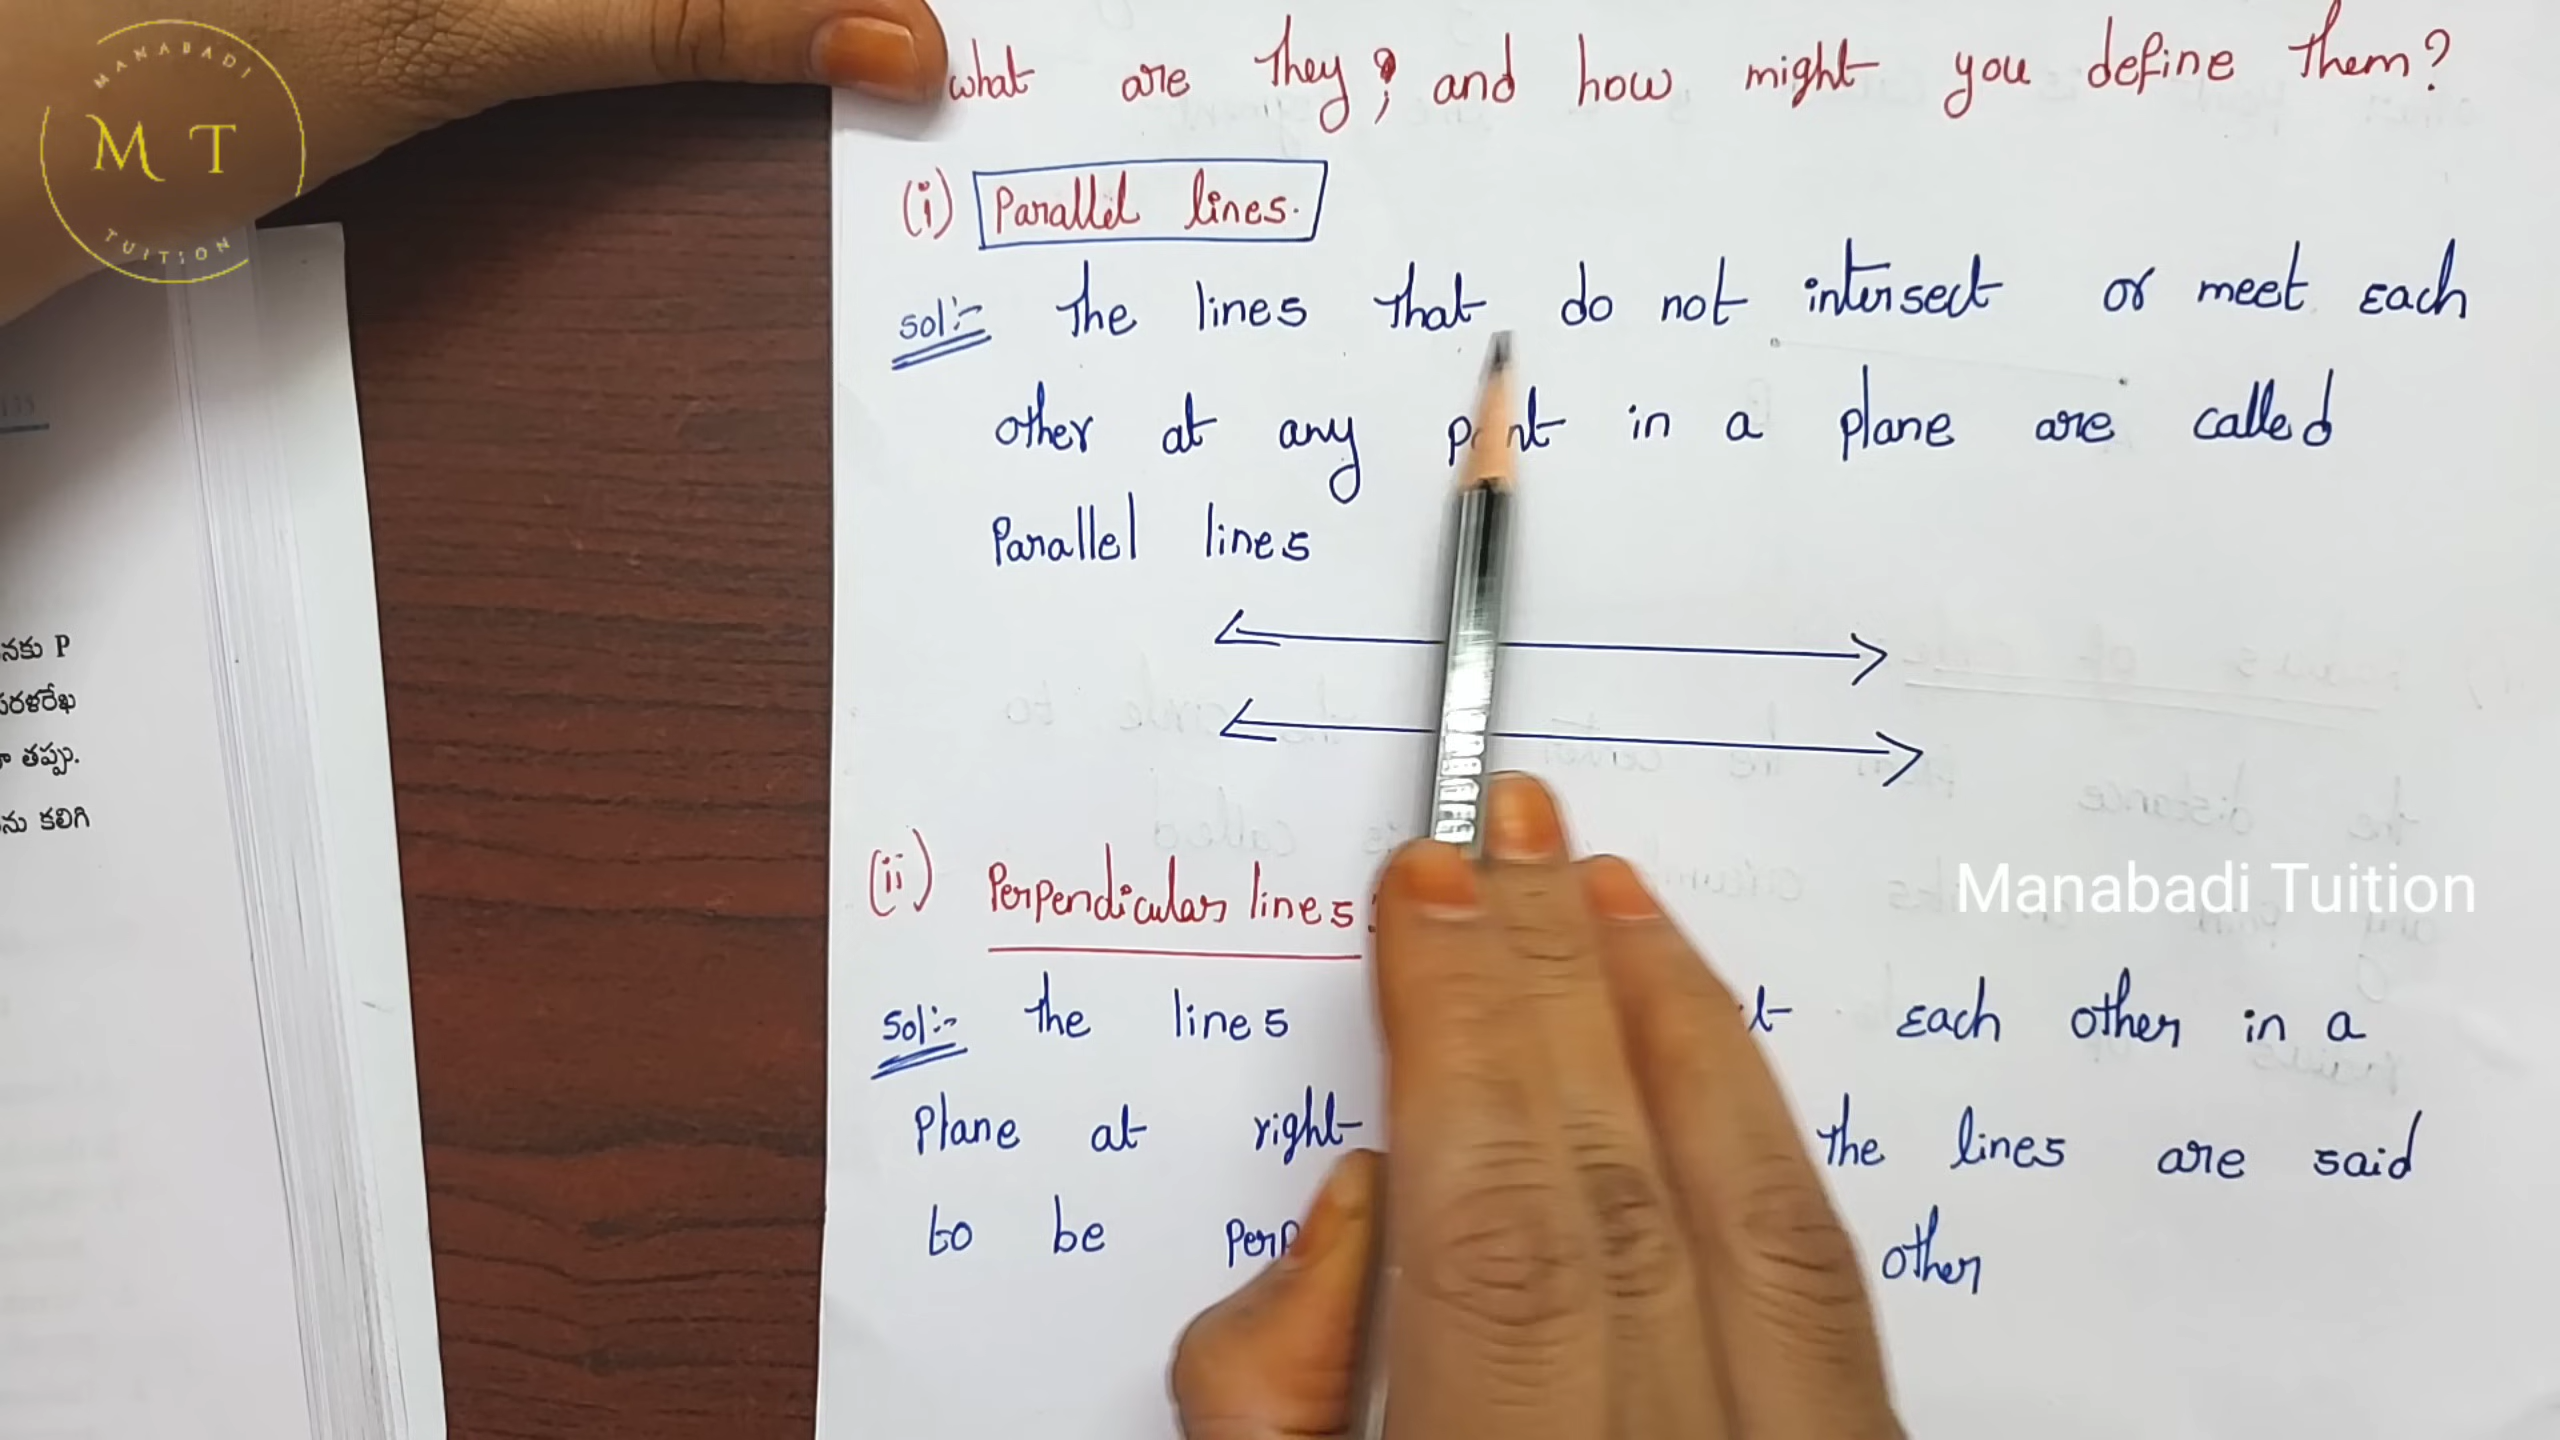 MANABADI
M T
TUITION
what are they? and how might you define them?
(i) Parallel lines.
Sol:- The lines that do not intersect or meet each
other at any in a plane are called
Parallel lines
(ii) Perpendicular lines:
Sol:- The lines each other in a
Plane at right the lines are said
to be other
Manabadi Tuition
నకు P
తప్పు.
ను కలిగి